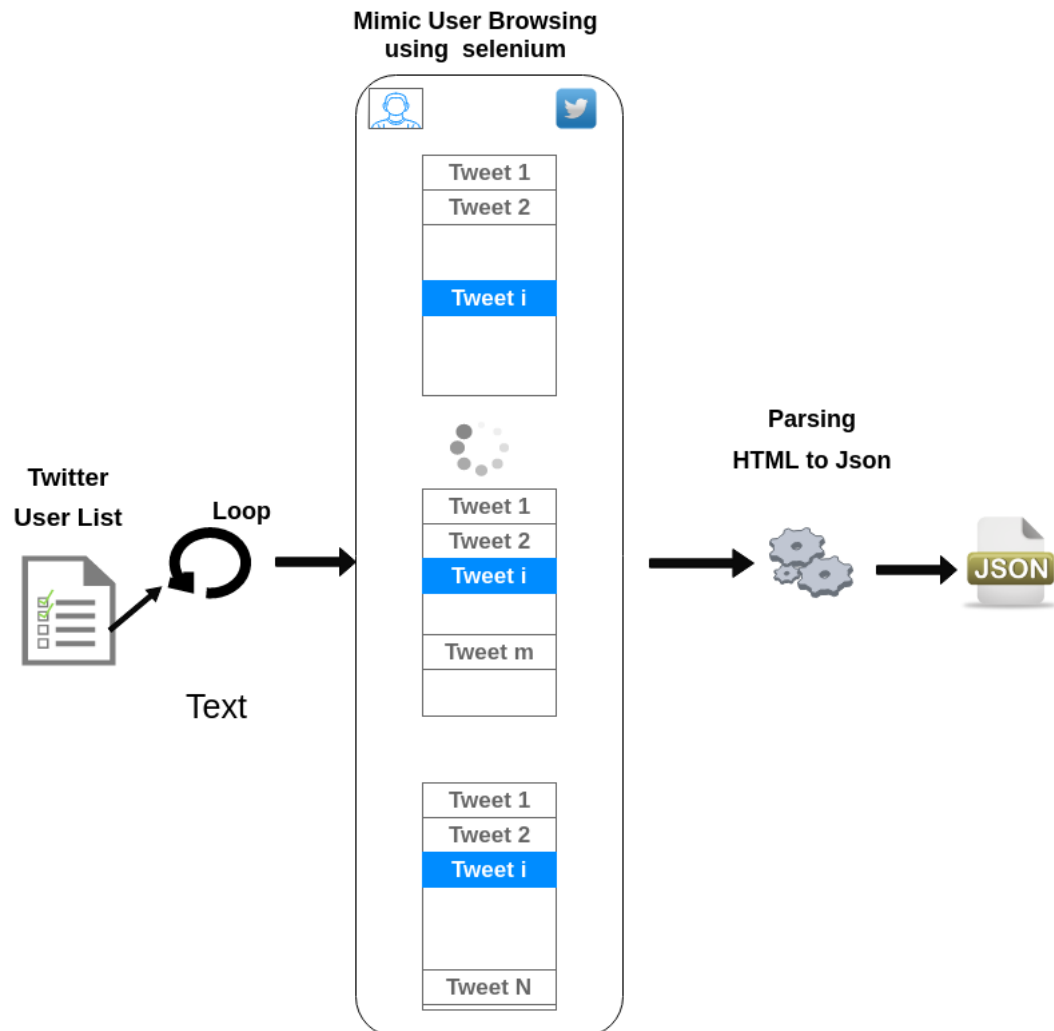 Mimic User Browsing
using selenium
Tweet 1
Tweet 2
Tweet i
Tweet 1
Tweet 2
Tweet i
Tweet m
Tweet 1
Tweet 2
Tweet i
Tweet N
Twitter
User List
Loop
Text
Parsing
HTML to Json
JSON